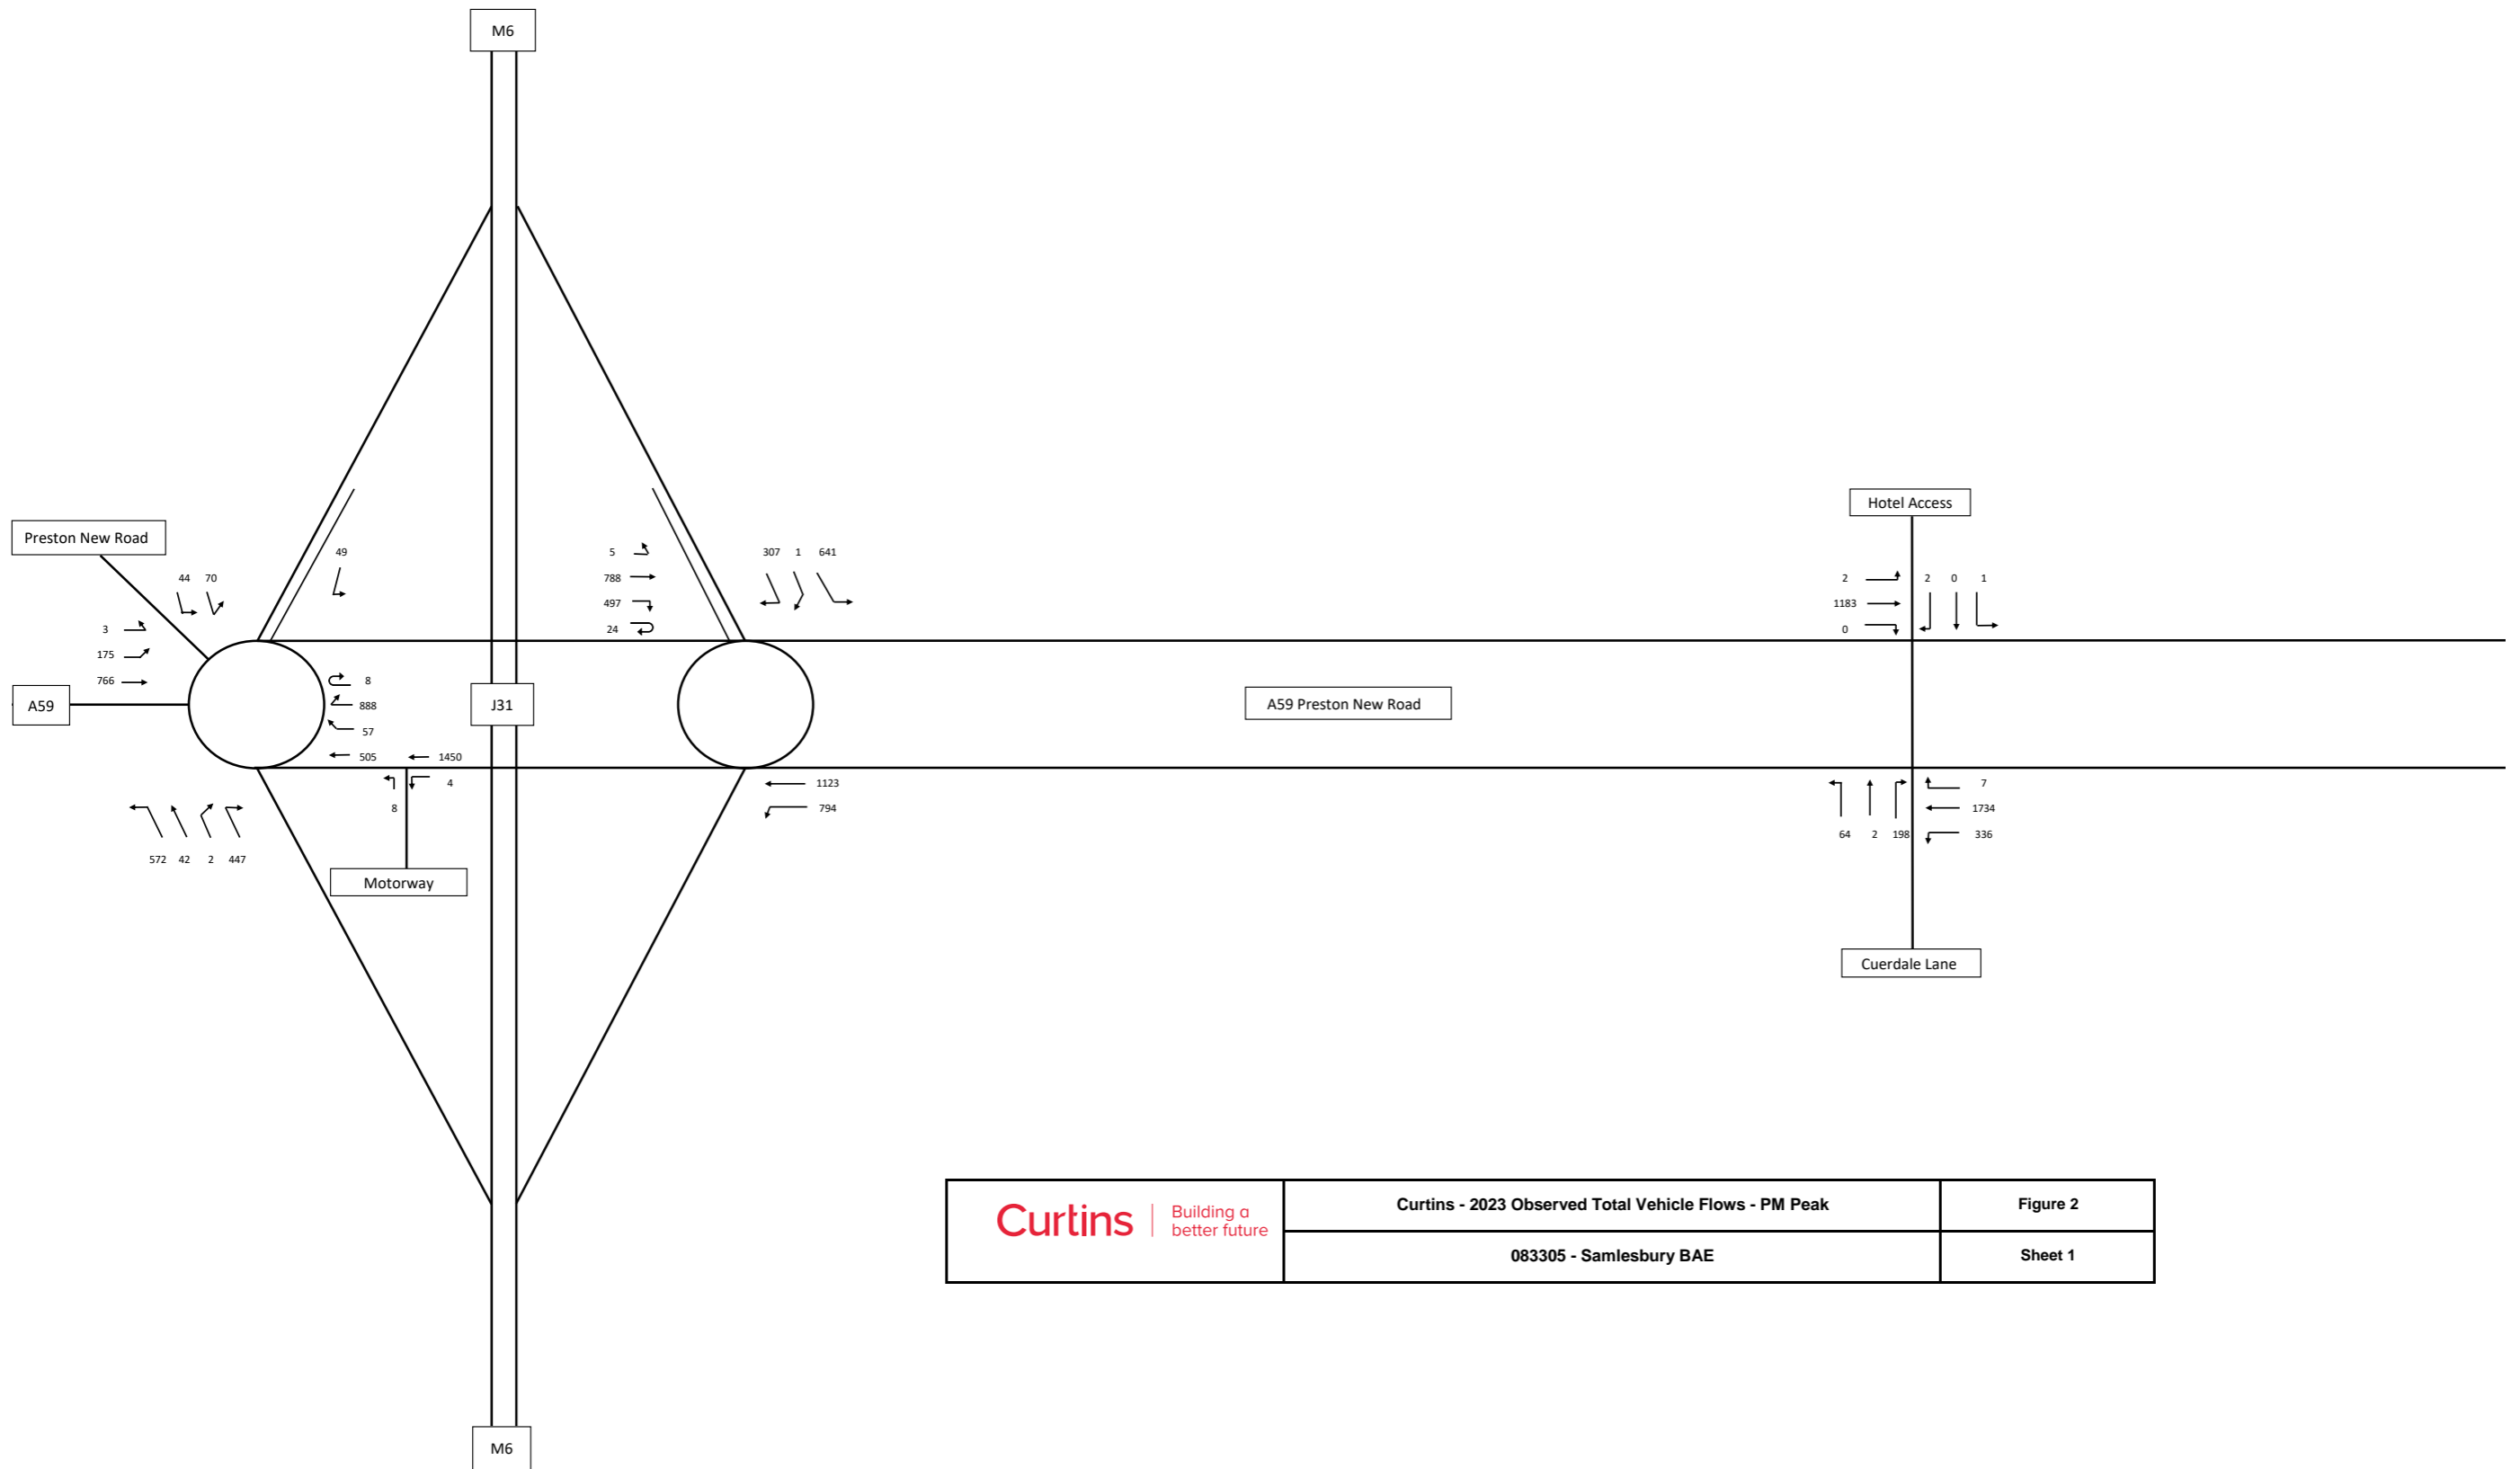 M6
Hotel Access
Preston New Road
49
5
307 1 641
44 70
788
2
2 0 1
497
1183
3
24
0
175
766
8
A59
888
J31
A59 Preston New Road
57
505
1450
4
1123
7
8
794
1734
64 2 198
336
572 42 2 447
Motorway
Cuerdale Lane
Curtins
Building a
better future
Curtins - 2023 Observed Total Vehicle Flows - PM Peak
Figure 2
083305 - Samlesbury BAE
Sheet 1
M6